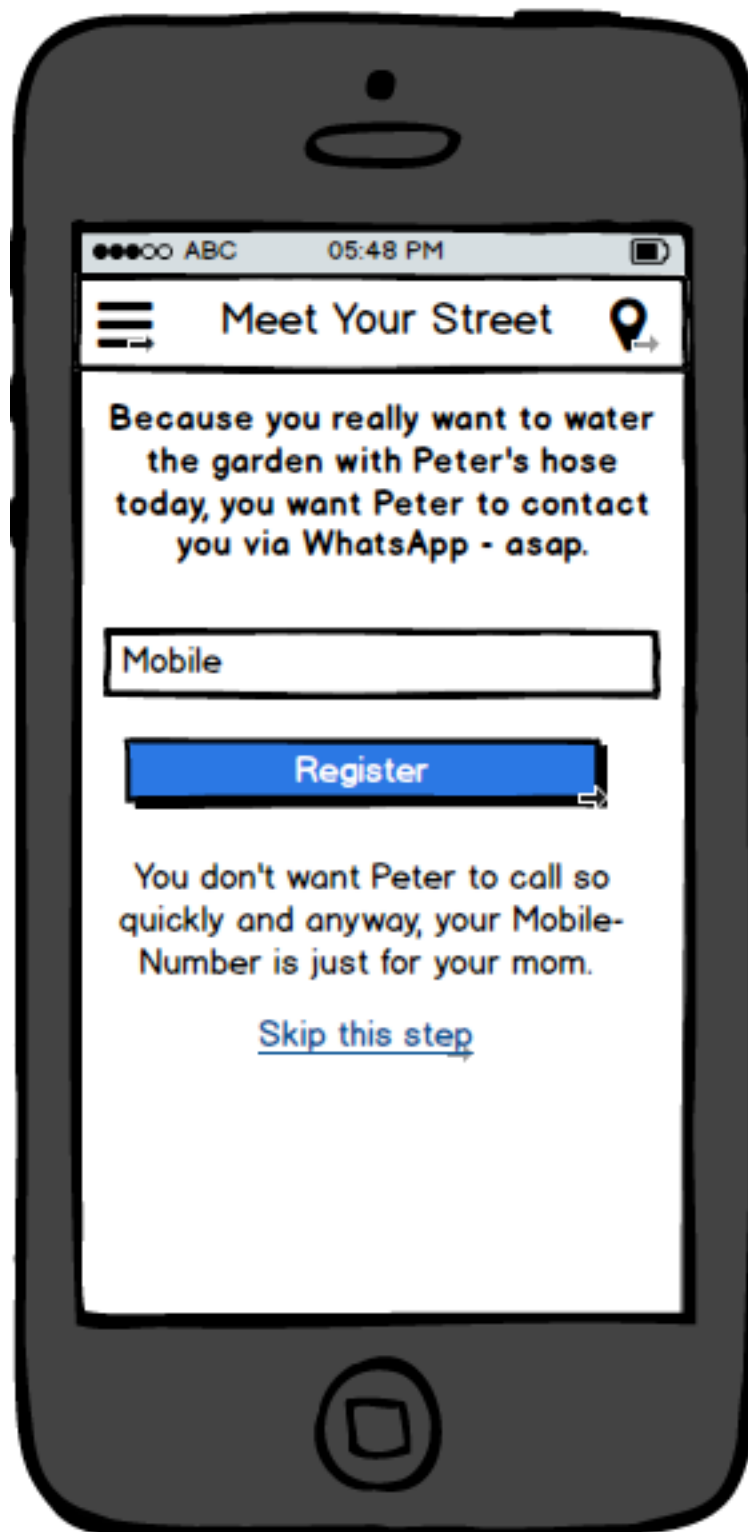 ABC 05:48 PM
Meet Your Street
Because you really want to water
the garden with Peter's hose
today, you want Peter to contact
you via WhatsApp - asap.
Mobile
Register
You don't want Peter to call so
quickly and anyway, your Mobile-
Number is just for your mom.
Skip this step